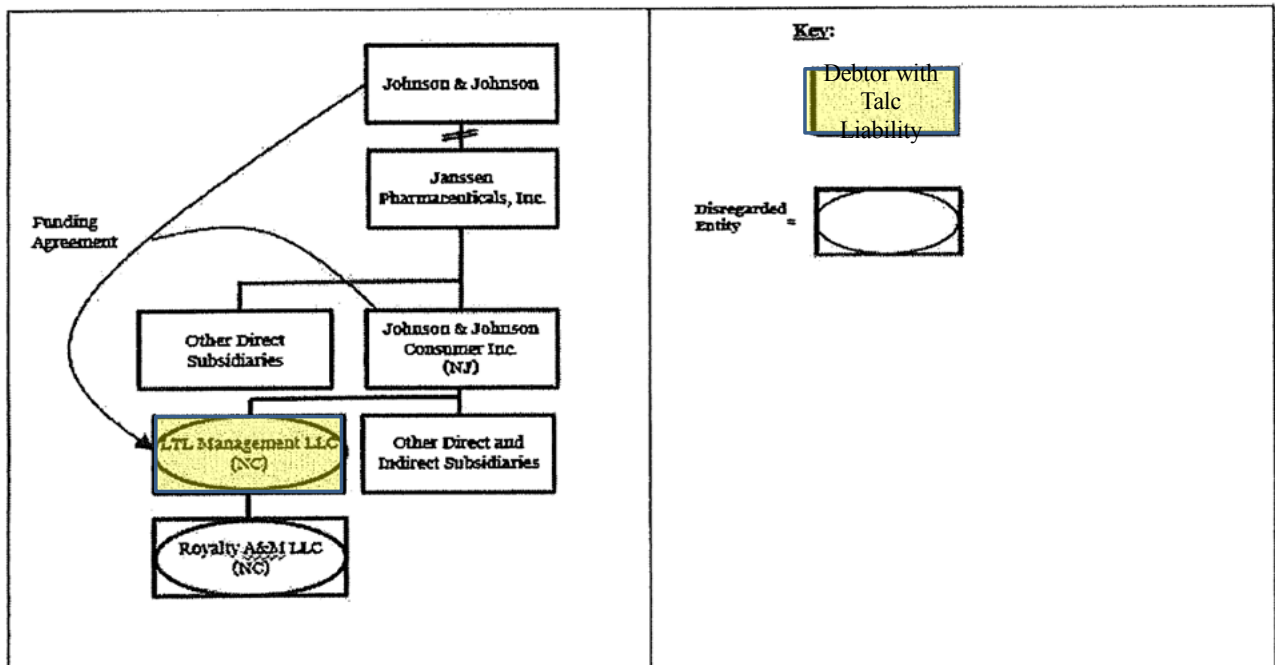 Johnson & Johnson
Janssen
Pharmaceuticals, Inc.
Funding
Agreement
Other Direct
Subsidiaries
Johnson & Johnson
Consumer Inc.
(NJ)
LTL Management LLC
(NC)
Other Direct and
Indirect Subsidiaries
Royalty A&M LLC
(NC)
Key:
Debtor with
Talc
Liability
Disregarded
Entity
=